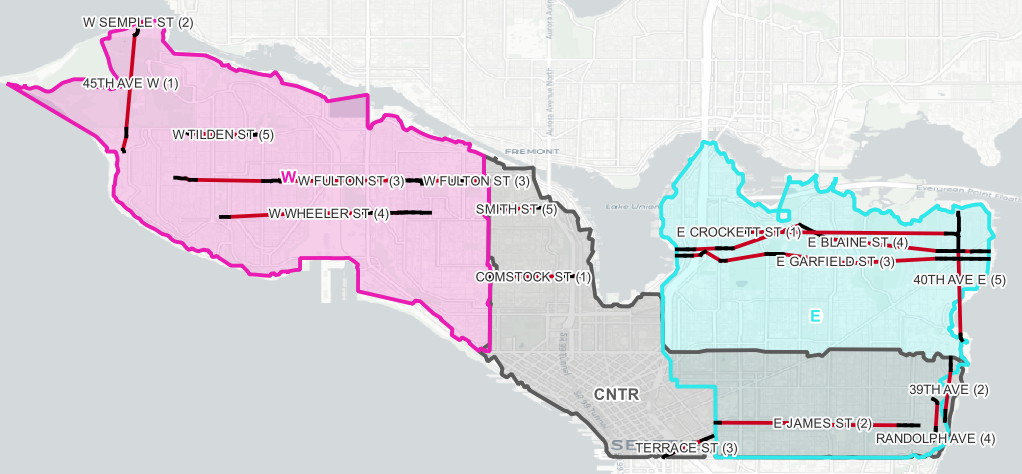 W SEMPLE ST (2)
45TH AVE W (1)
Aurora Avenue North
W TILDEN ST (5)
FREMONT
W
W FULTON ST (3)
W FULTON ST (3)
Evergreen Point
SMITH ST (5)
Lake Union
W WHEELER ST (4)
E CROCKETT ST (1)
E BLAINE ST (4)
E GARFIELD ST (3)
COMSTOCK ST (1)
40TH AVE E (5)
E
CNTR
39TH AVE (2)
E JAMES ST (2)
RANDOLPH AVE (4)
TERRACE ST (3)